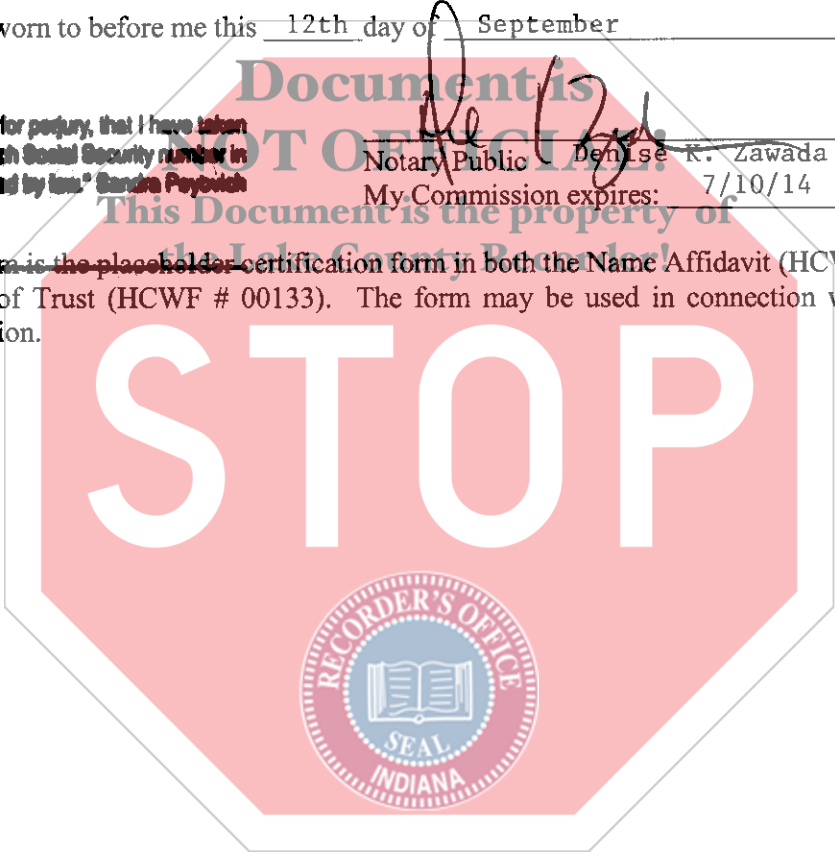 worn to before me this 12th day of September
Document is
for perjury, that I have taken
NOT OFFICIAL!
h Social Security number in
Notary Public Denise K. Zawada
d by law." Sandra
My Commission expires: 7/10/14
This Document is the property of
the Lake County Recorder!
m is the placeholder certification form in both the Name Affidavit (HCW
of Trust (HCWF # 00133). The form may be used in connection w
ion.
STOP
RECORDER'S OFFICE
SEAL
INDIANA